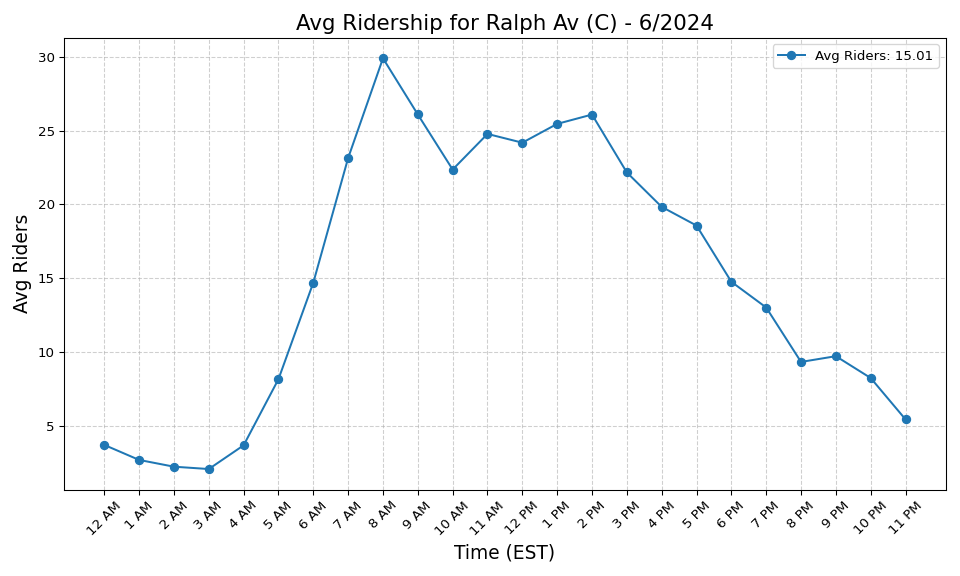 Avg Ridership for Ralph Av (C) - 6/2024
Avg Riders: 15.01
Avg Riders
30
25
20
15
10
5
12 AM
1 AM
2 AM
3 AM
4 AM
5 AM
6 AM
7 AM
8 AM
9 AM
10 AM
11 AM
12 PM
1 PM
2 PM
3 PM
4 PM
5 PM
6 PM
7 PM
8 PM
9 PM
10 PM
11 PM
Time (EST)